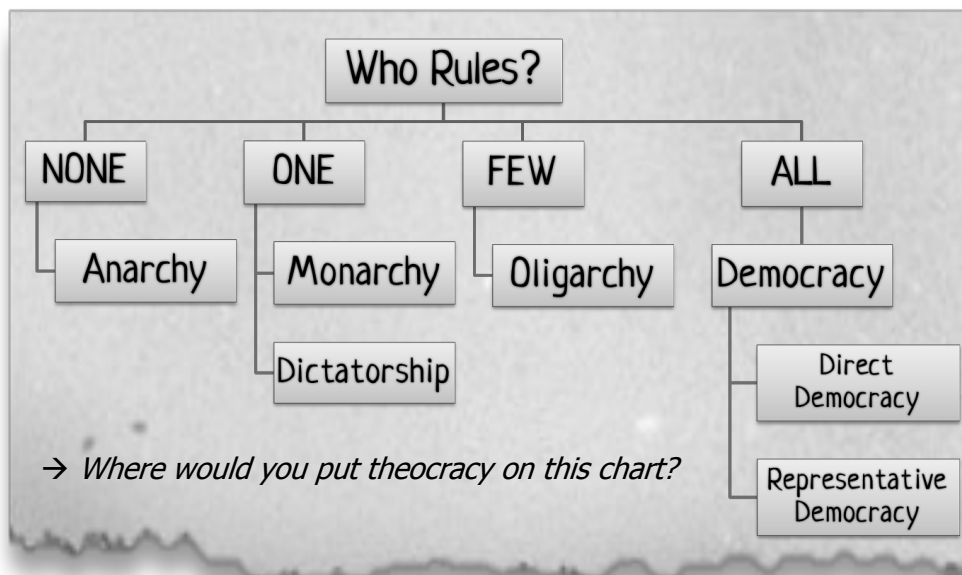 Who Rules?
NONE
ONE
FEW
ALL
Anarchy
Monarchy
Oligarchy
Democracy
Dictatorship
Direct
Democracy
→ Where would you put theocracy on this chart?
Representative
Democracy